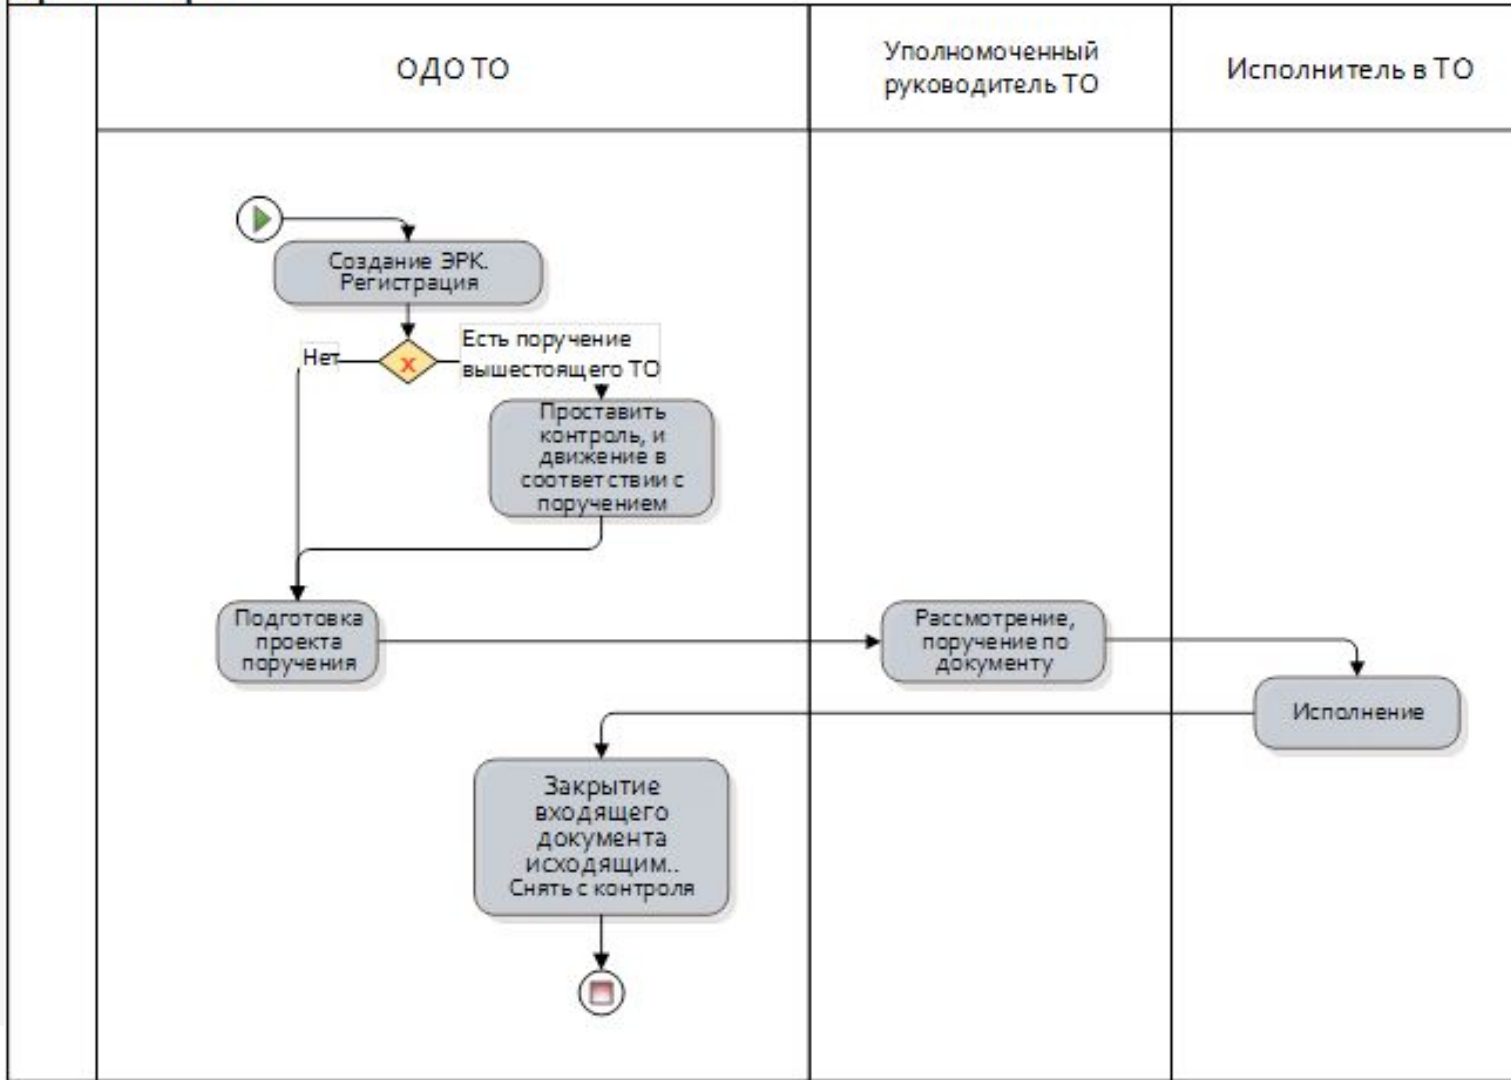 ОДО ТО
Уполномоченный
руководитель ТО
Исполнитель в ТО
Создание ЭРК.
Регистрация
Нет
Есть поручение
вышестоящего ТО
Проставить
контроль, и
движение в
соответствии с
поручением
Подготовка
проекта
поручения
Рассмотрение,
поручение по
документу
Исполнение
Закрытие
входящего
документа
исходящим..
Снять с контроля